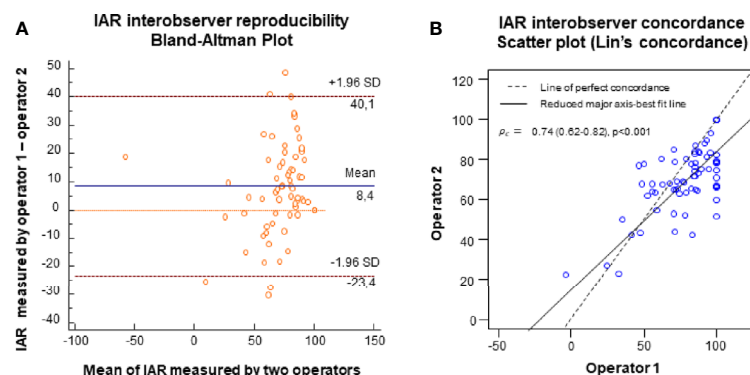 A
IAR interobserver reproducibility
Bland-Altman Plot
IAR measured by operator 1 – operator 2
50
40
30
20
10
0
-10
-20
-30
-40
+1.96 SD
40,1
Mean
8,4
-1.96 SD
-23,4
-100 -50 0 50 100 150
Mean of IAR measured by two operators
B
IAR interobserver concordance
Scatter plot (Lin's concordance)
Operator 2
120
100
80
60
40
20
0
Line of perfect concordance
Reduced major axis-best fit line
ρc = 0.74 (0.62-0.82), p<0.001
-50 0 50 100
Operator 1